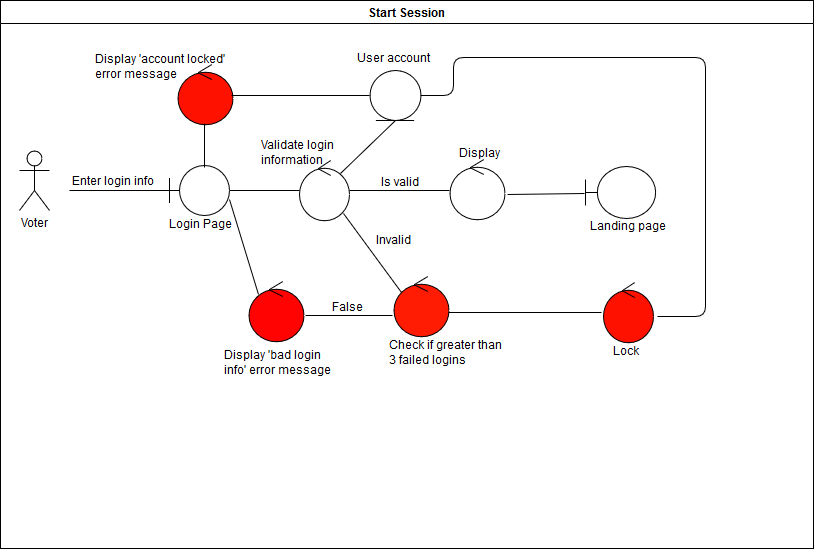 Start Session
Display 'account locked'
error message
User account
Validate login
information
Display
Enter login info
Is valid
Voter
Login Page
Landing page
Invalid
False
Display 'bad login
info' error message
Check if greater than
3 failed logins
Lock